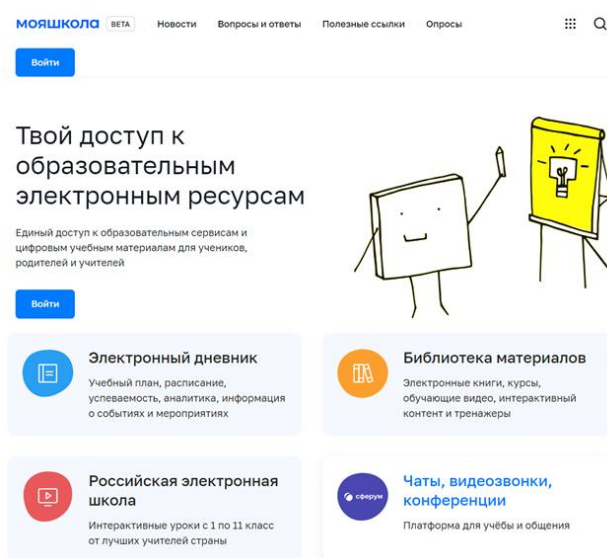 МОЯШКОЛА BETA Новости Вопросы и ответы Полезные ссылки Опросы
Войти
Твой доступ к
образовательным
электронным ресурсам
Единый доступ к образовательным сервисам и
цифровым учебным материалам для учеников,
родителей и учителей
Войти
Электронный дневник
Учебный план, расписание,
успеваемость, аналитика, информация
о событиях и мероприятиях
Библиотека материалов
Электронные книги, курсы,
обучающие видео, интерактивный
контент и тренажеры
Российская электронная
школа
Интерактивные уроки с 1 по 11 класс
от лучших учителей страны
сферум
Чаты, видеозвонки,
конференции
Платформа для учёбы и общения